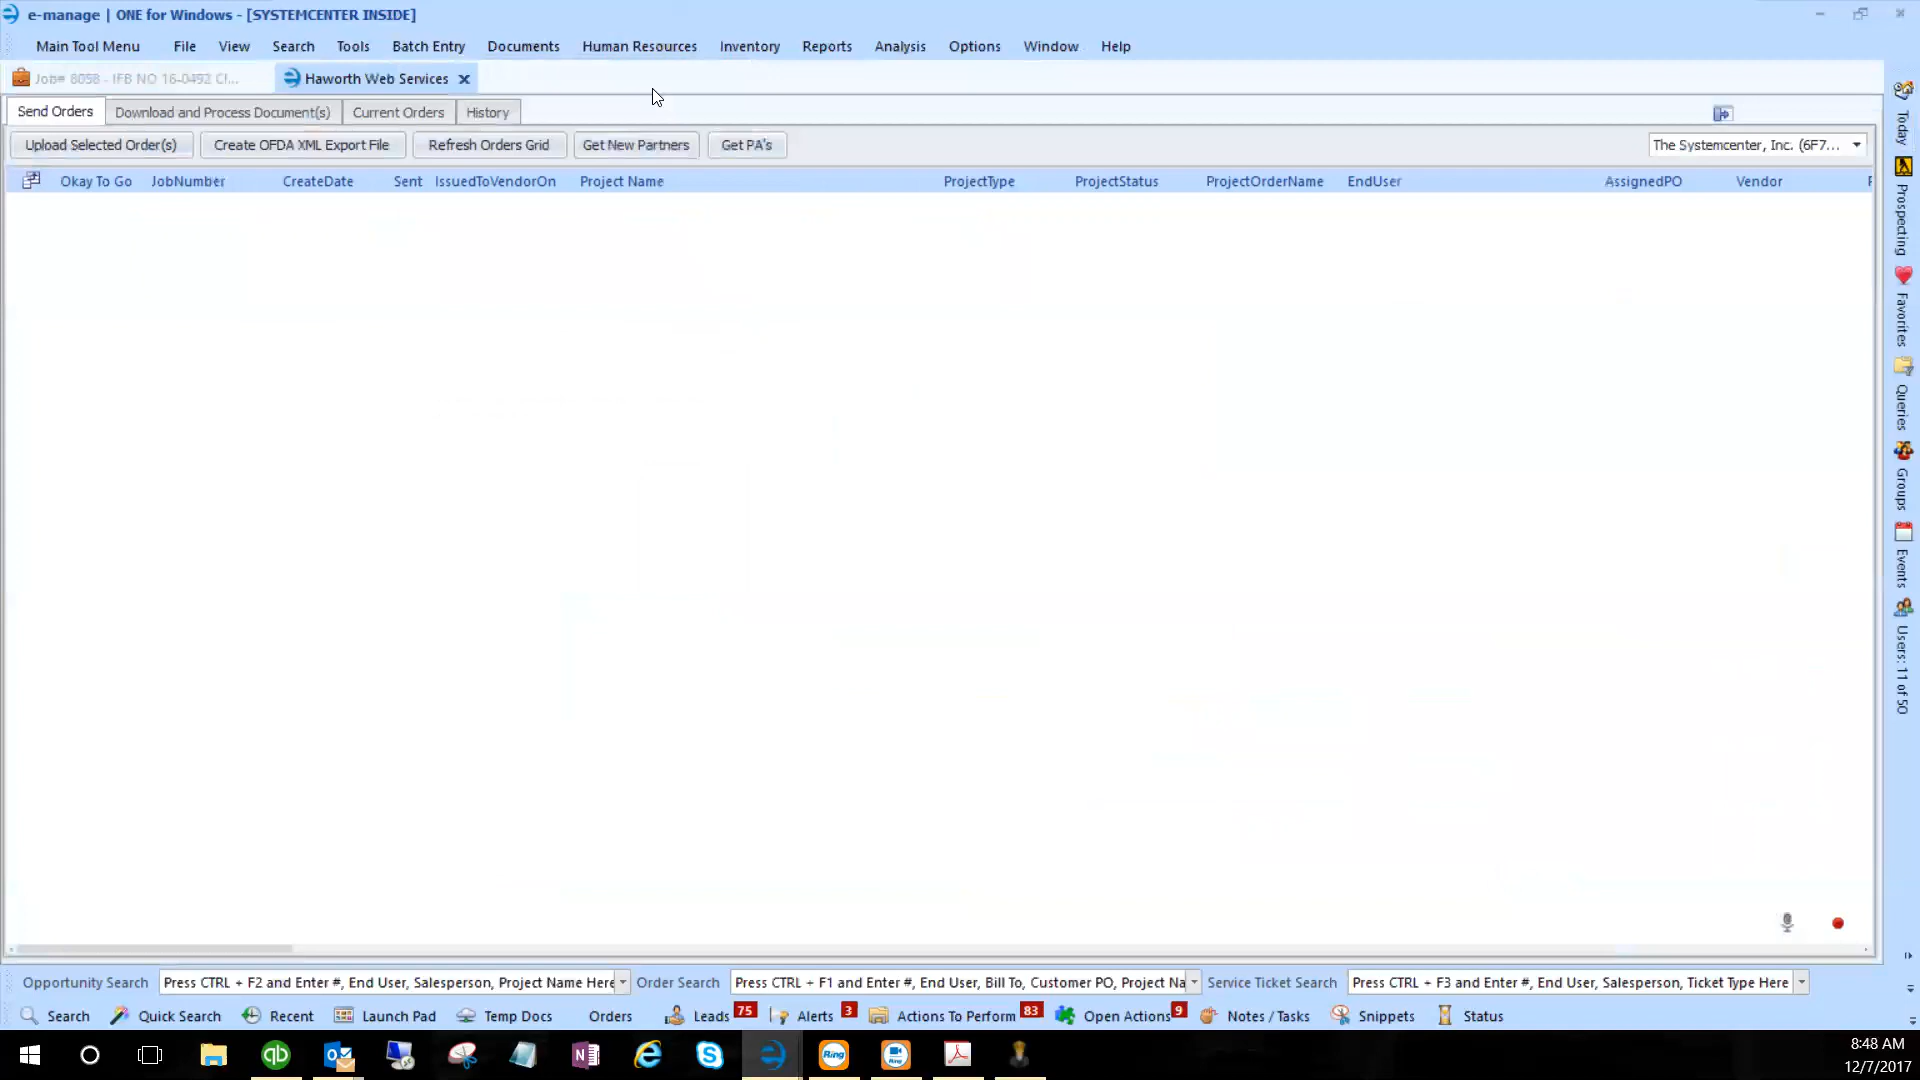 e-manage | ONE for Windows - [SYSTEMCENTER INSIDE]
Main Tool Menu File View Search Tools Batch Entry Documents Human Resources Inventory Reports Analysis Options Window Help
Job# 8058 - IFB NO 16-0492 Cl... Haworth Web Services
Send Orders Download and Process Document(s) Current Orders History
Upload Selected Order(s) Create OFDA XML Export File Refresh Orders Grid Get New Partners Get PA's The Systemcenter, Inc. (6F7...
Okay To Go JobNumber CreateDate Sent IssuedToVendorOn Project Name ProjectType ProjectStatus ProjectOrderName EndUser AssignedPO Vendor
Today
Prospecting
Favorites
Queries
Groups
Events
Users: 11 of 50
Opportunity Search Press CTRL + F2 and Enter #, End User, Salesperson, Project Name Here Order Search Press CTRL + F1 and Enter #, End User, Bill To, Customer PO, Project Na Service Ticket Search Press CTRL + F3 and Enter #, End User, Salesperson, Ticket Type Here
Search Quick Search Recent Launch Pad Temp Docs Orders Leads 75 Alerts 3 Actions To Perform 83 Open Actions 9 Notes / Tasks Snippets Status
8:48 AM
12/7/2017